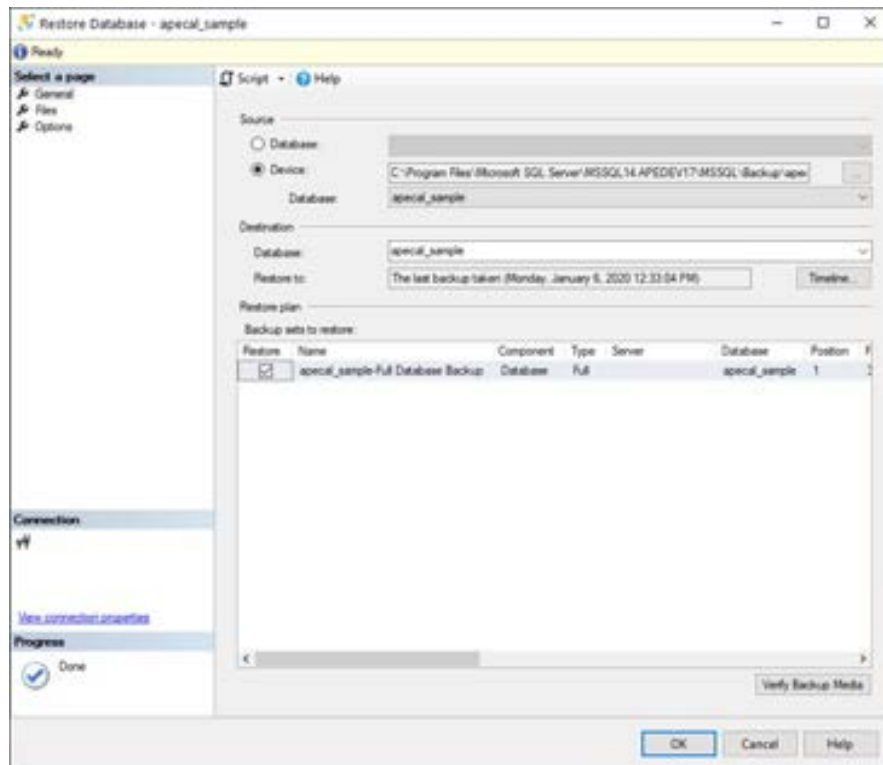 Restore Database - apecal_sample
Ready
Select a page
General
Files
Options
Script
Help
Source
Database:
Device:
C:\Program Files\Microsoft SQL Server\MSSQL14.APEDEV17\MSSQL\Backup\apec
...
Database:
apecal_sample
Destination
Database:
apecal_sample
Restore to:
The last backup taken (Monday, January 6, 2020 12:33:04 PM)
Timeline...
Restore plan
Backup sets to restore:
Restore Name Component Type Server Database Position
apecal_sample-Full Database Backup Database Full apecal_sample 1
Connection
View connection properties
Progress
Done
Verify Backup Media
OK Cancel Help